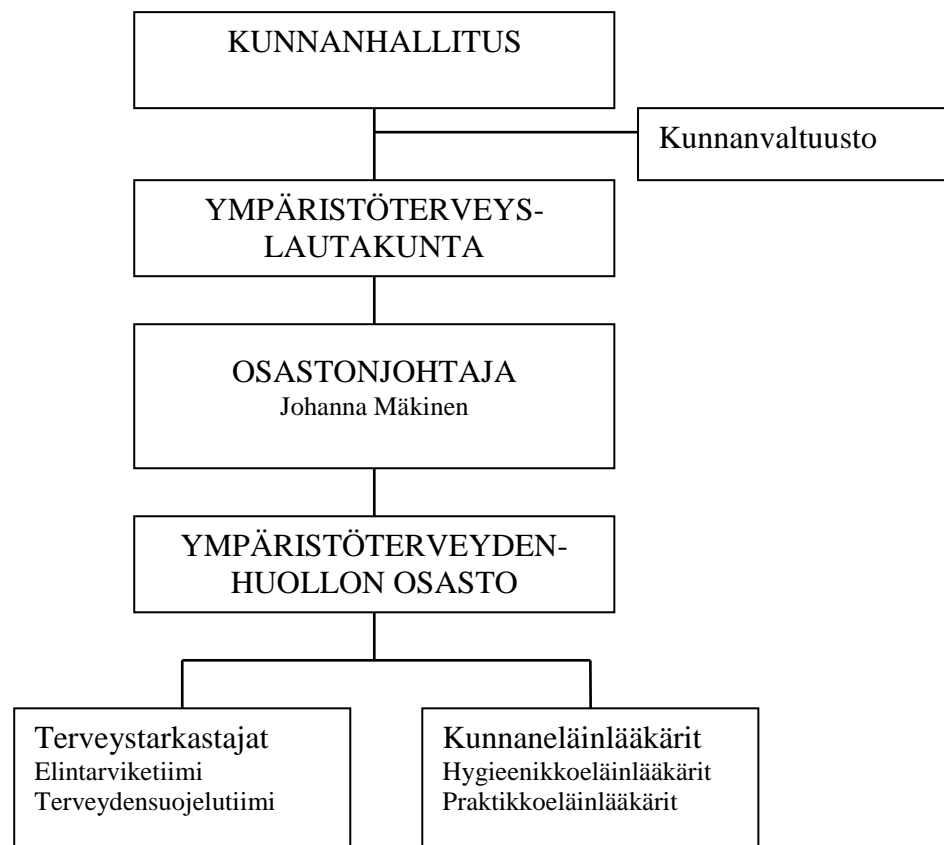 KUNNANHALLITUS
Kunnanvaltuusto
YMPÄRISTÖTERVEYS-
LAUTAKUNTA
OSASTONJOHTAJA
Johanna Mäkinen
YMPÄRISTÖTERVEYDEN-
HUOLLON OSASTO
Terveystarkastajat
Elintarviketiimi
Terveydensuojelutiimi
Kunnaneläinlääkärit
Hygieenikkoeläinlääkärit
Praktikkoeläinlääkärit